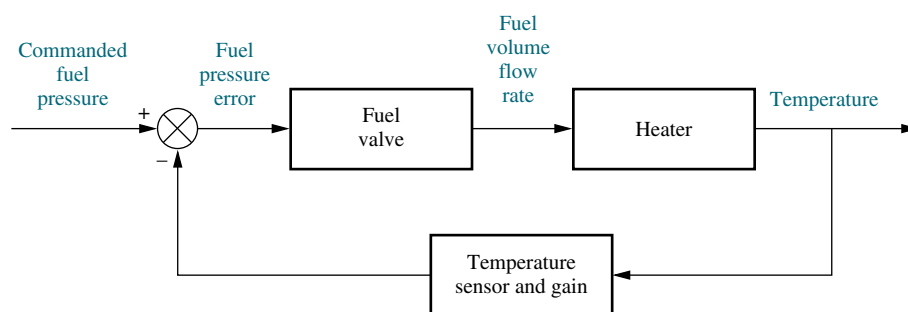 Commanded
fuel
pressure
+
−
Fuel
pressure
error
Fuel
valve
Fuel
volume
flow
rate
Heater
Temperature
Temperature
sensor and gain